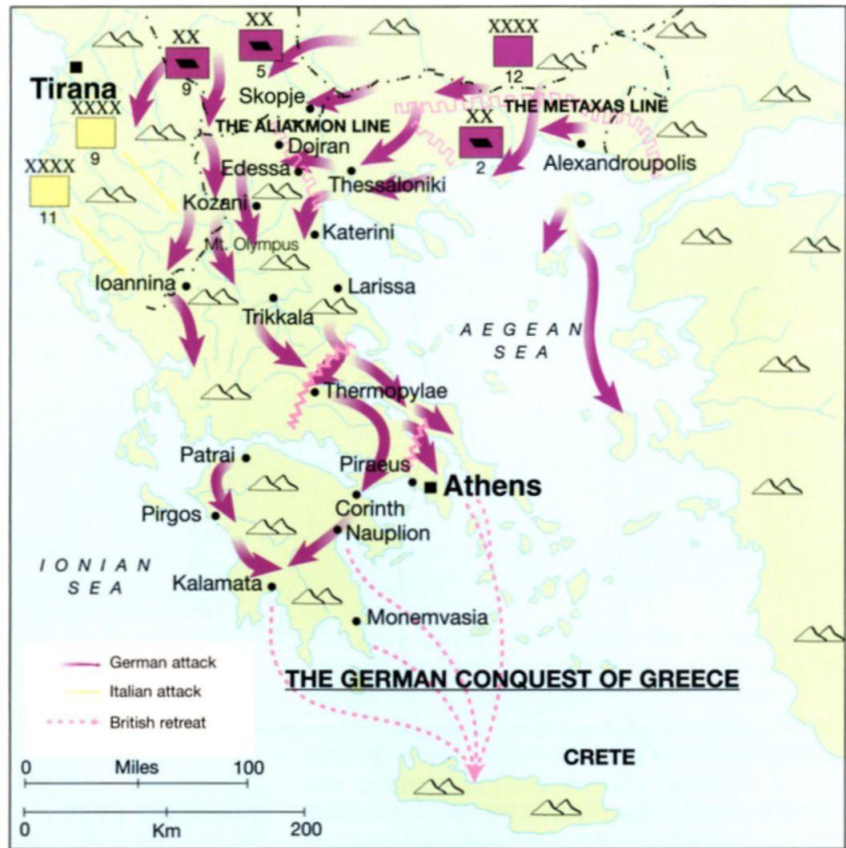 XX
5
XX
9
XXXX
12
Tirana
Skopje
THE METAXAS LINE
XXXX
9
THE ALIAKMON LINE
Dojran
2
Alexandroupolis
Edessa
Thessaloniki
XXXX
11
XX
Kozani
Katerini
Mt. Olympus
Ioannina
Larissa
Trikkala
AEGEAN
SEA
Thermopylae
Patrai
Piraeus
Athens
Corinth
Pirgos
Nauplion
IONIAN
SEA
Kalamata
Monemvasia
German attack
Italian attack
British retreat
THE GERMAN CONQUEST OF GREECE
CRETE
0 Miles 100
0 Km 200